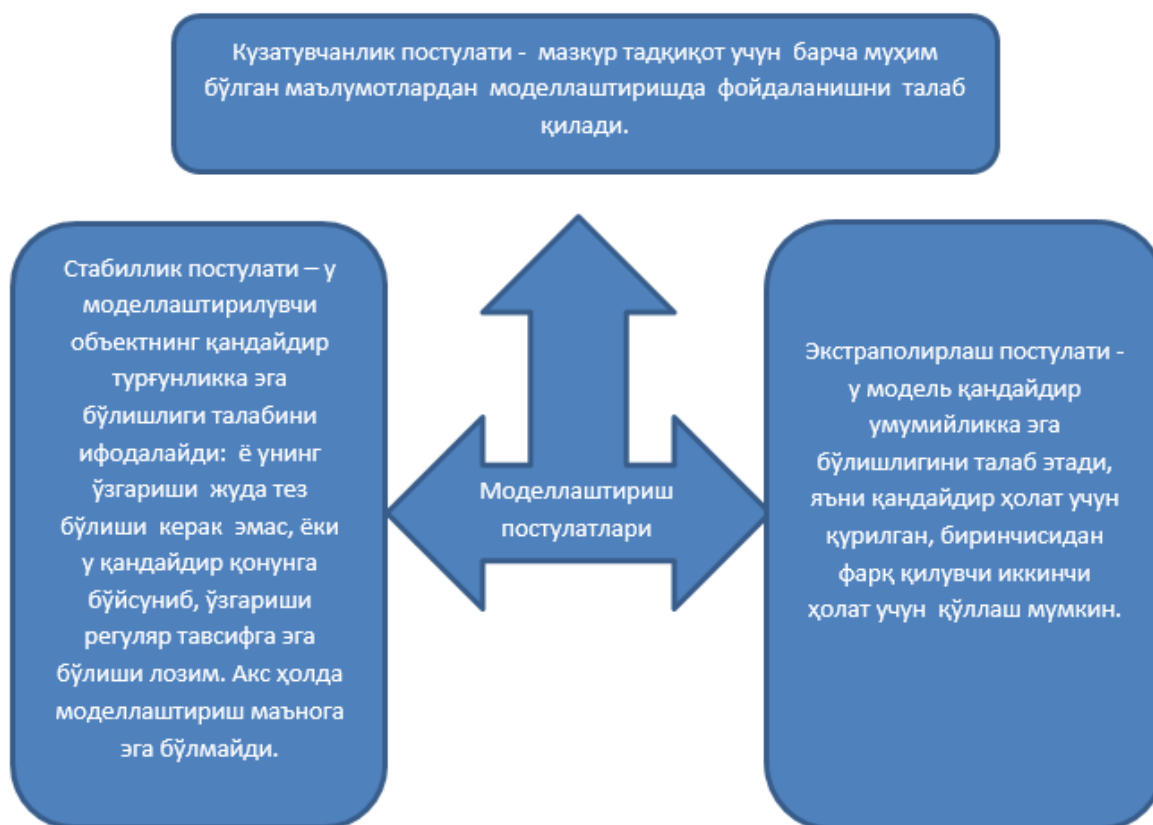 Кузатувчанлик постулати - мазкур тадқиқот учун барча муҳим
бўлган маълумотлардан моделлаштиришда фойдаланишни талаб
қилади.
Стабиллик постулати – у
моделлаштирилувчи
объектнинг қандайдир
турғунликка эга
бўлишлиги талабини
ифодалайди: ё унинг
ўзгариши жуда тез
бўлиши керак эмас, ёки
у қандайдир қонунга
бўйсуниб, ўзгариши
регуляр тавсифга эга
бўлиши лозим. Акс ҳолда
моделлаштириш маънога
эга бўлмайди.
Моделлаштириш
постулатлари
Экстраполирлаш постулати -
у модель қандайдир
умумийликка эга
бўлишлигини талаб этади,
яъни қандайдир ҳолат учун
қурилган, биринчисидан
фарқ қилувчи иккинчи
ҳолат учун қўллаш мумкин.